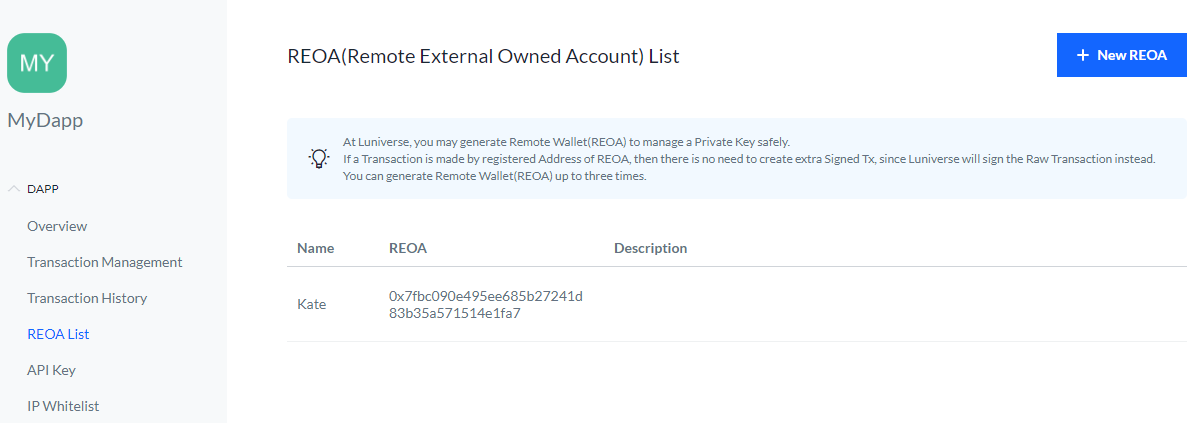 MY
MyDapp
DAPP
Overview
Transaction Management
Transaction History
REOA List
API Key
IP Whitelist
REOA(Remote External Owned Account) List
+ New REOA
At Luniverse, you may generate Remote Wallet(REOA) to manage a Private Key safely.
If a Transaction is made by registered Address of REOA, then there is no need to create extra Signed Tx, since Luniverse will sign the Raw Transaction instead.
You can generate Remote Wallet(REOA) up to three times.
Name REOA Description
Kate 0x7fbc090e495ee685b27241d
83b35a571514e1fa7